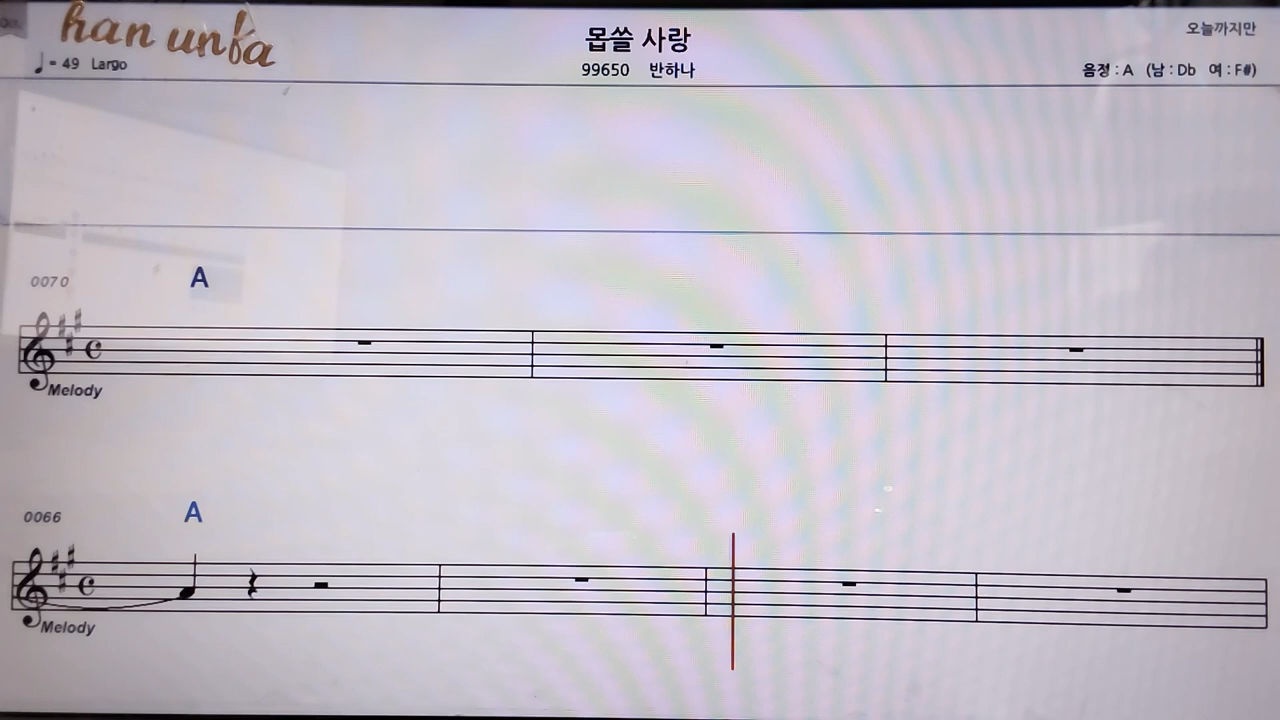 han unba
몹쓸 사랑
오늘까지만
♩= 49 Largo
99650 반하나
음정 : A (남 : Db 여 : F#)
0070
A
Melody
0066
A
Melody